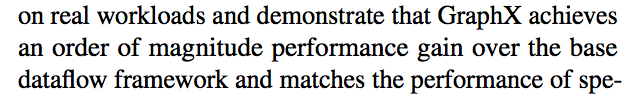 on real workloads and demonstrate that GraphX achieves
an order of magnitude performance gain over the base
dataflow framework and matches the performance of spe-